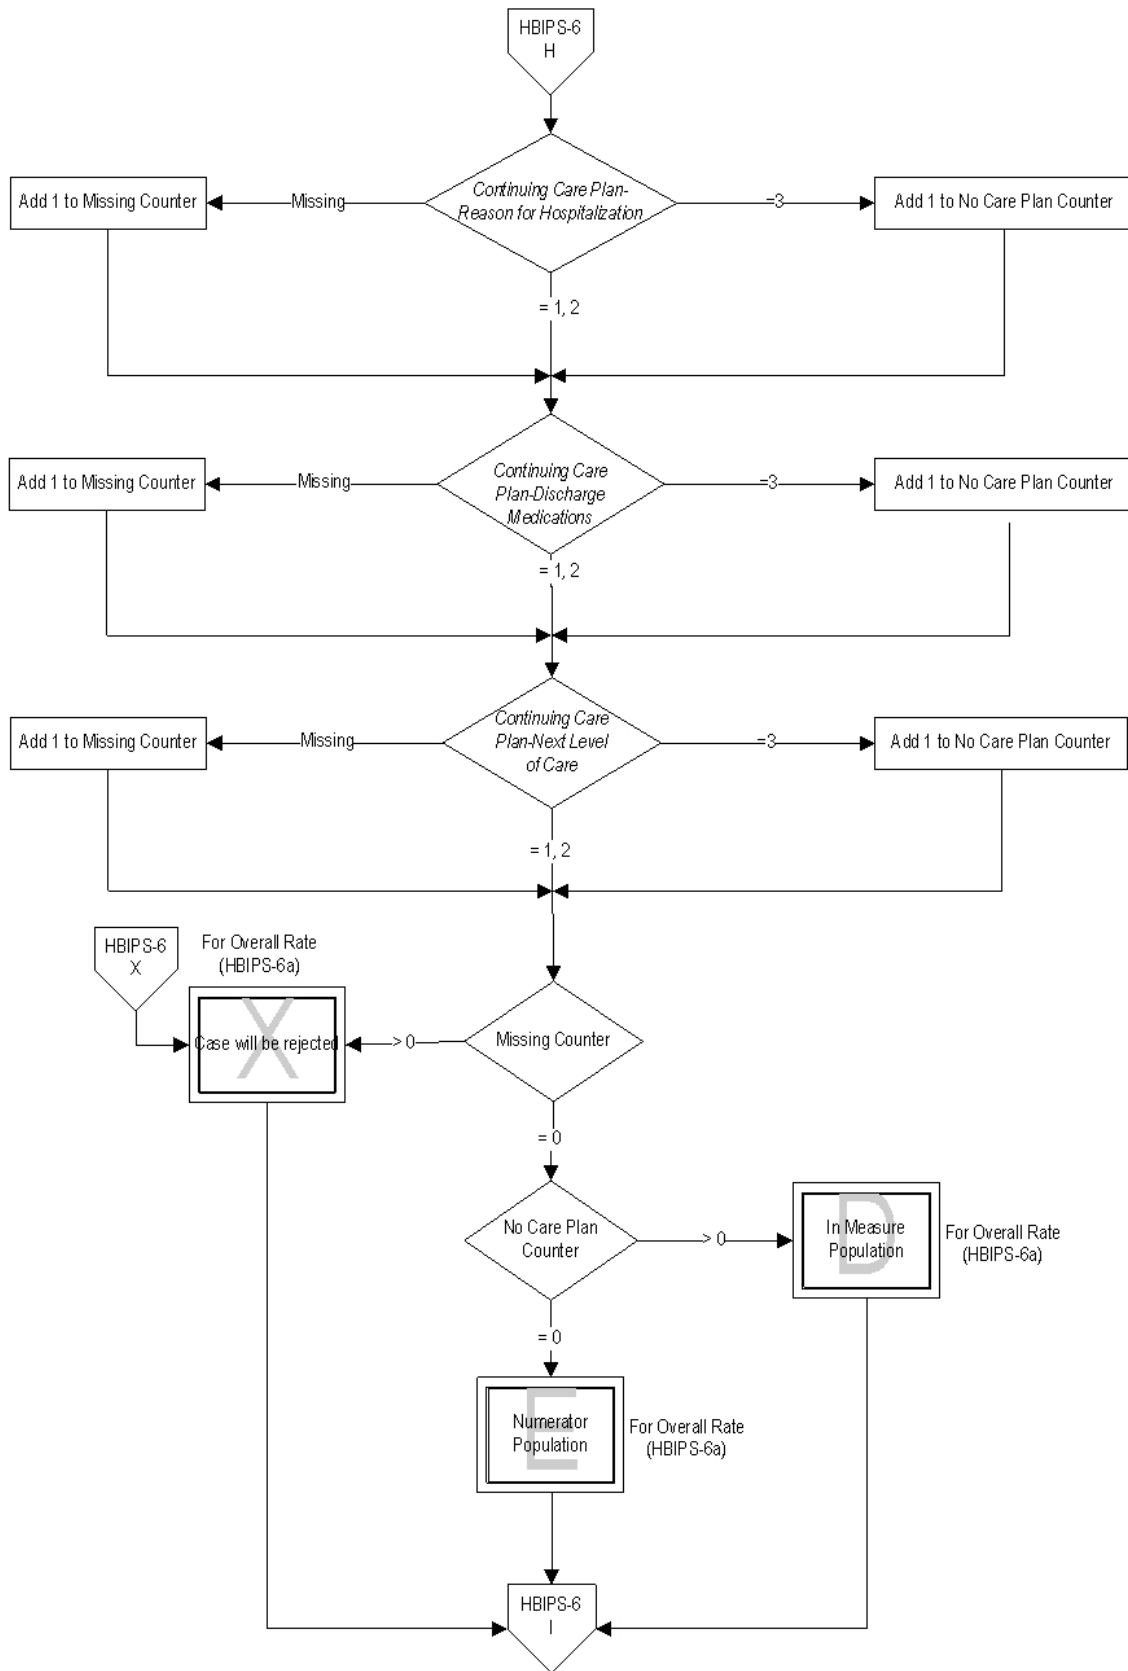 HBIPS-6
H
Continuing Care Plan-
Reason for Hospitalization
Add 1 to Missing Counter
Missing
=3
Add 1 to No Care Plan Counter
= 1, 2
Continuing Care
Plan-Discharge
Medications
Add 1 to Missing Counter
Missing
=3
Add 1 to No Care Plan Counter
= 1, 2
Continuing Care
Plan-Next Level
of Care
Add 1 to Missing Counter
Missing
=3
Add 1 to No Care Plan Counter
= 1, 2
HBIPS-6
X
For Overall Rate
(HBIPS-6a)
X
Case will be rejected
> 0
Missing Counter
= 0
No Care Plan
Counter
> 0
D
In Measure
Population
For Overall Rate
(HBIPS-6a)
= 0
E
Numerator
Population
For Overall Rate
(HBIPS-6a)
HBIPS-6
I